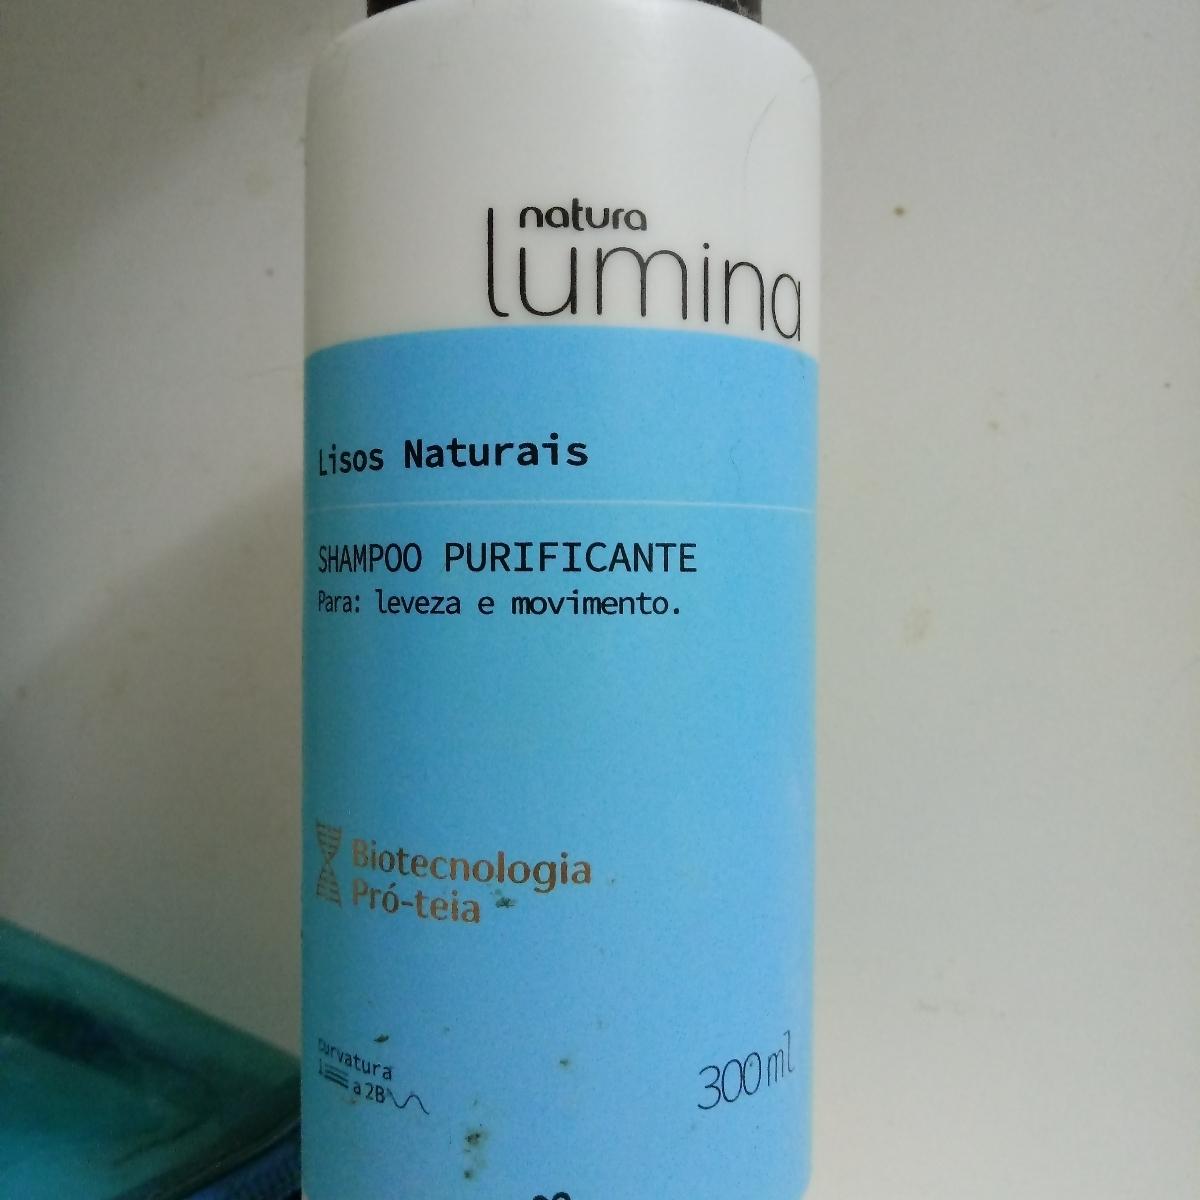 natura
lumina
Lisos Naturais
SHAMPOO PURIFICANTE
Para: leveza e movimento.
Biotecnologia
Pró-teia
curvatura
1 a 2B
300ml